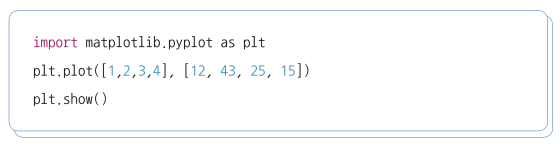 import matplotlib.pyplot as plt
plt.plot([1,2,3,4], [12, 43, 25, 15])
plt.show()